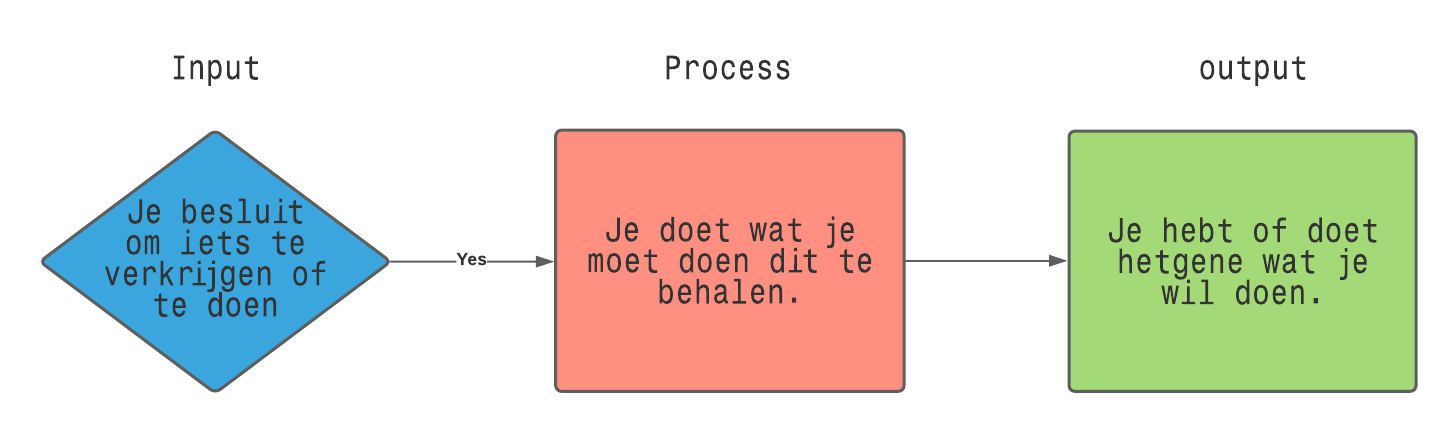 Input
Process
output
Je besluit
om iets te
verkrijgen of
te doen
Yes
Je doet wat je
moet doen dit te
behalen.
Je hebt of doet
hetgene wat je
wil doen.